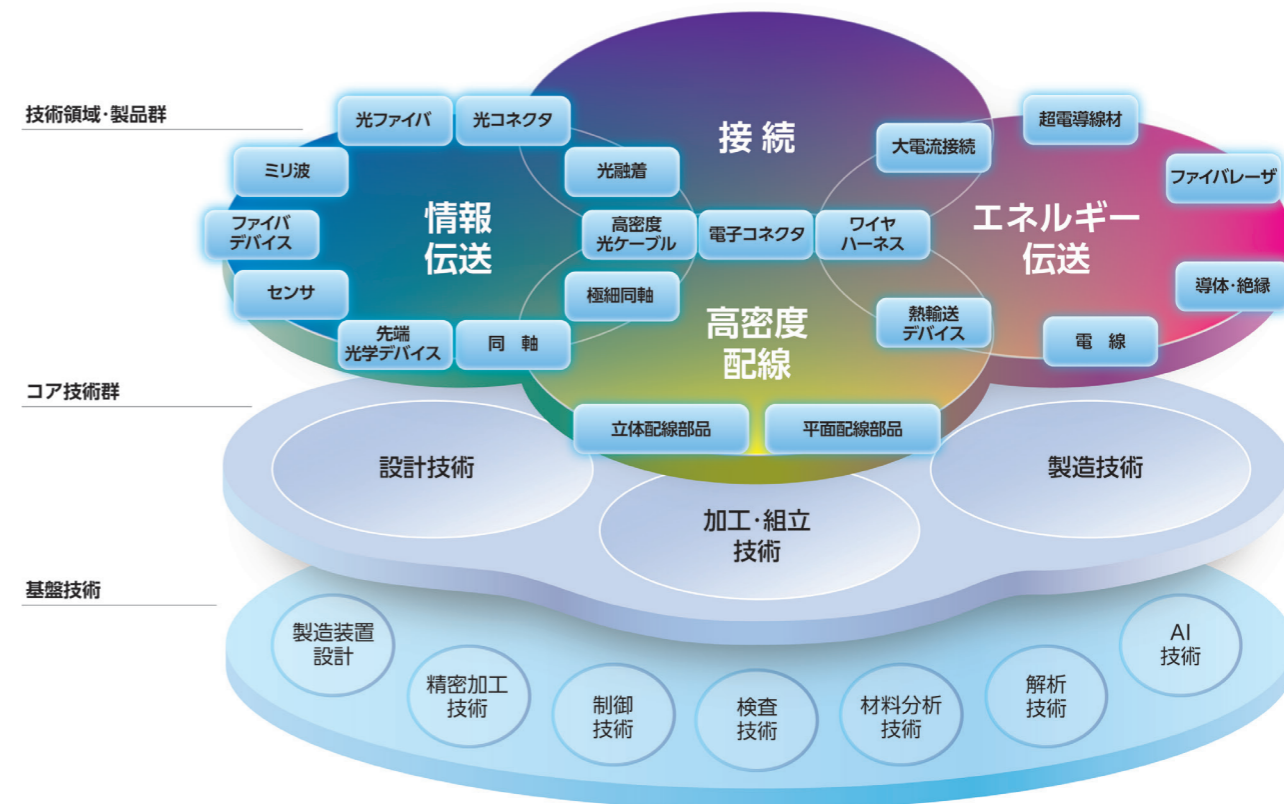 技術領域・製品群
接 続
光ファイバ
光コネクタ
超電導線材
大電流接続
ミリ波
光融着
ファイバレーザ
情報
伝送
エネルギー
伝送
ファイバ
デバイス
高密度
光ケーブル
電子コネクタ
ワイヤ
ハーネス
センサ
極細同軸
導体・絶縁
高密度
配線
熱輸送
デバイス
先端
光学デバイス
同 軸
電 線
コア技術群
立体配線部品
平面配線部品
設計技術
加工・組立
技術
製造技術
基盤技術
製造装置
設計
精密加工
技術
制御
技術
検査
技術
材料分析
技術
解析
技術
AI
技術